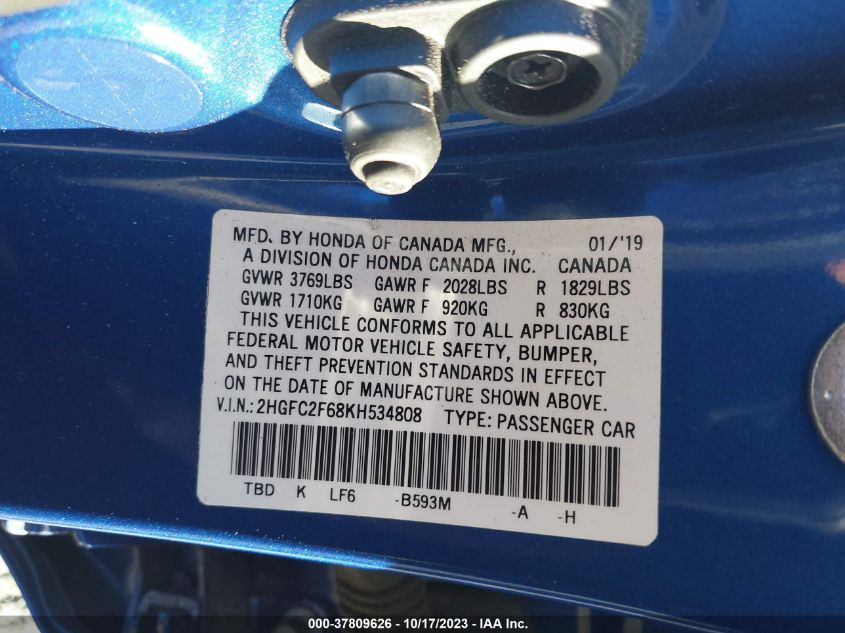 MFD. BY HONDA OF CANADA MFG., 01/'19
A DIVISION OF HONDA CANADA INC. CANADA
GVWR 3769LBS GAWR F 2028LBS R 1829LBS
GVWR 1710KG GAWR F 920KG R 830KG
THIS VEHICLE CONFORMS TO ALL APPLICABLE
FEDERAL MOTOR VEHICLE SAFETY, BUMPER,
AND THEFT PREVENTION STANDARDS IN EFFECT
ON THE DATE OF MANUFACTURE SHOWN ABOVE.
V.I.N.: 2HGFC2F68KH534808 TYPE: PASSENGER CAR
TBD K LF6 -B593M -A -H
000-37809626 - 10/17/2023 - IAA Inc.